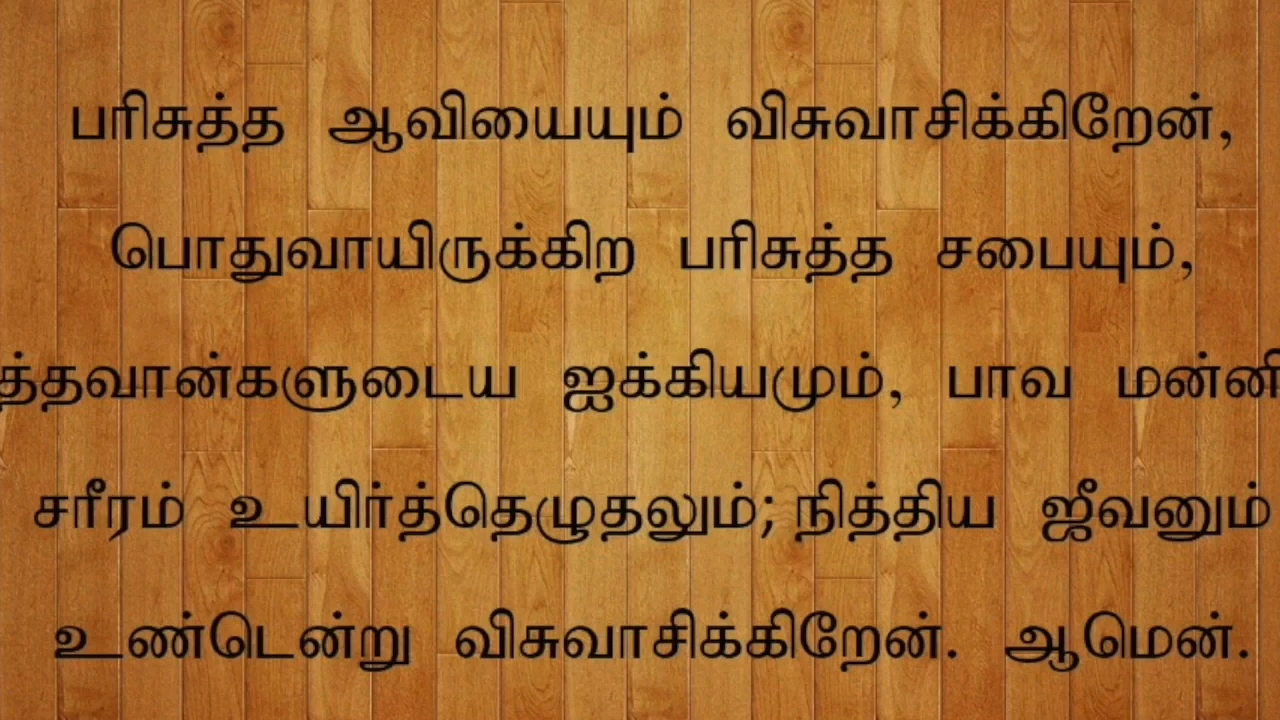 பரிசுத்த ஆவியையும் விசுவாசிக்கிறேன்,
பொதுவாயிருக்கிற பரிசுத்த சபையும்,
த்தவான்களுடைய ஐக்கியமும், பாவ மன்னி
சரீரம் உயிர்த்தெழுதலும்; நித்திய ஜீவனும்
உண்டென்று விசுவாசிக்கிறேன். ஆமென்.